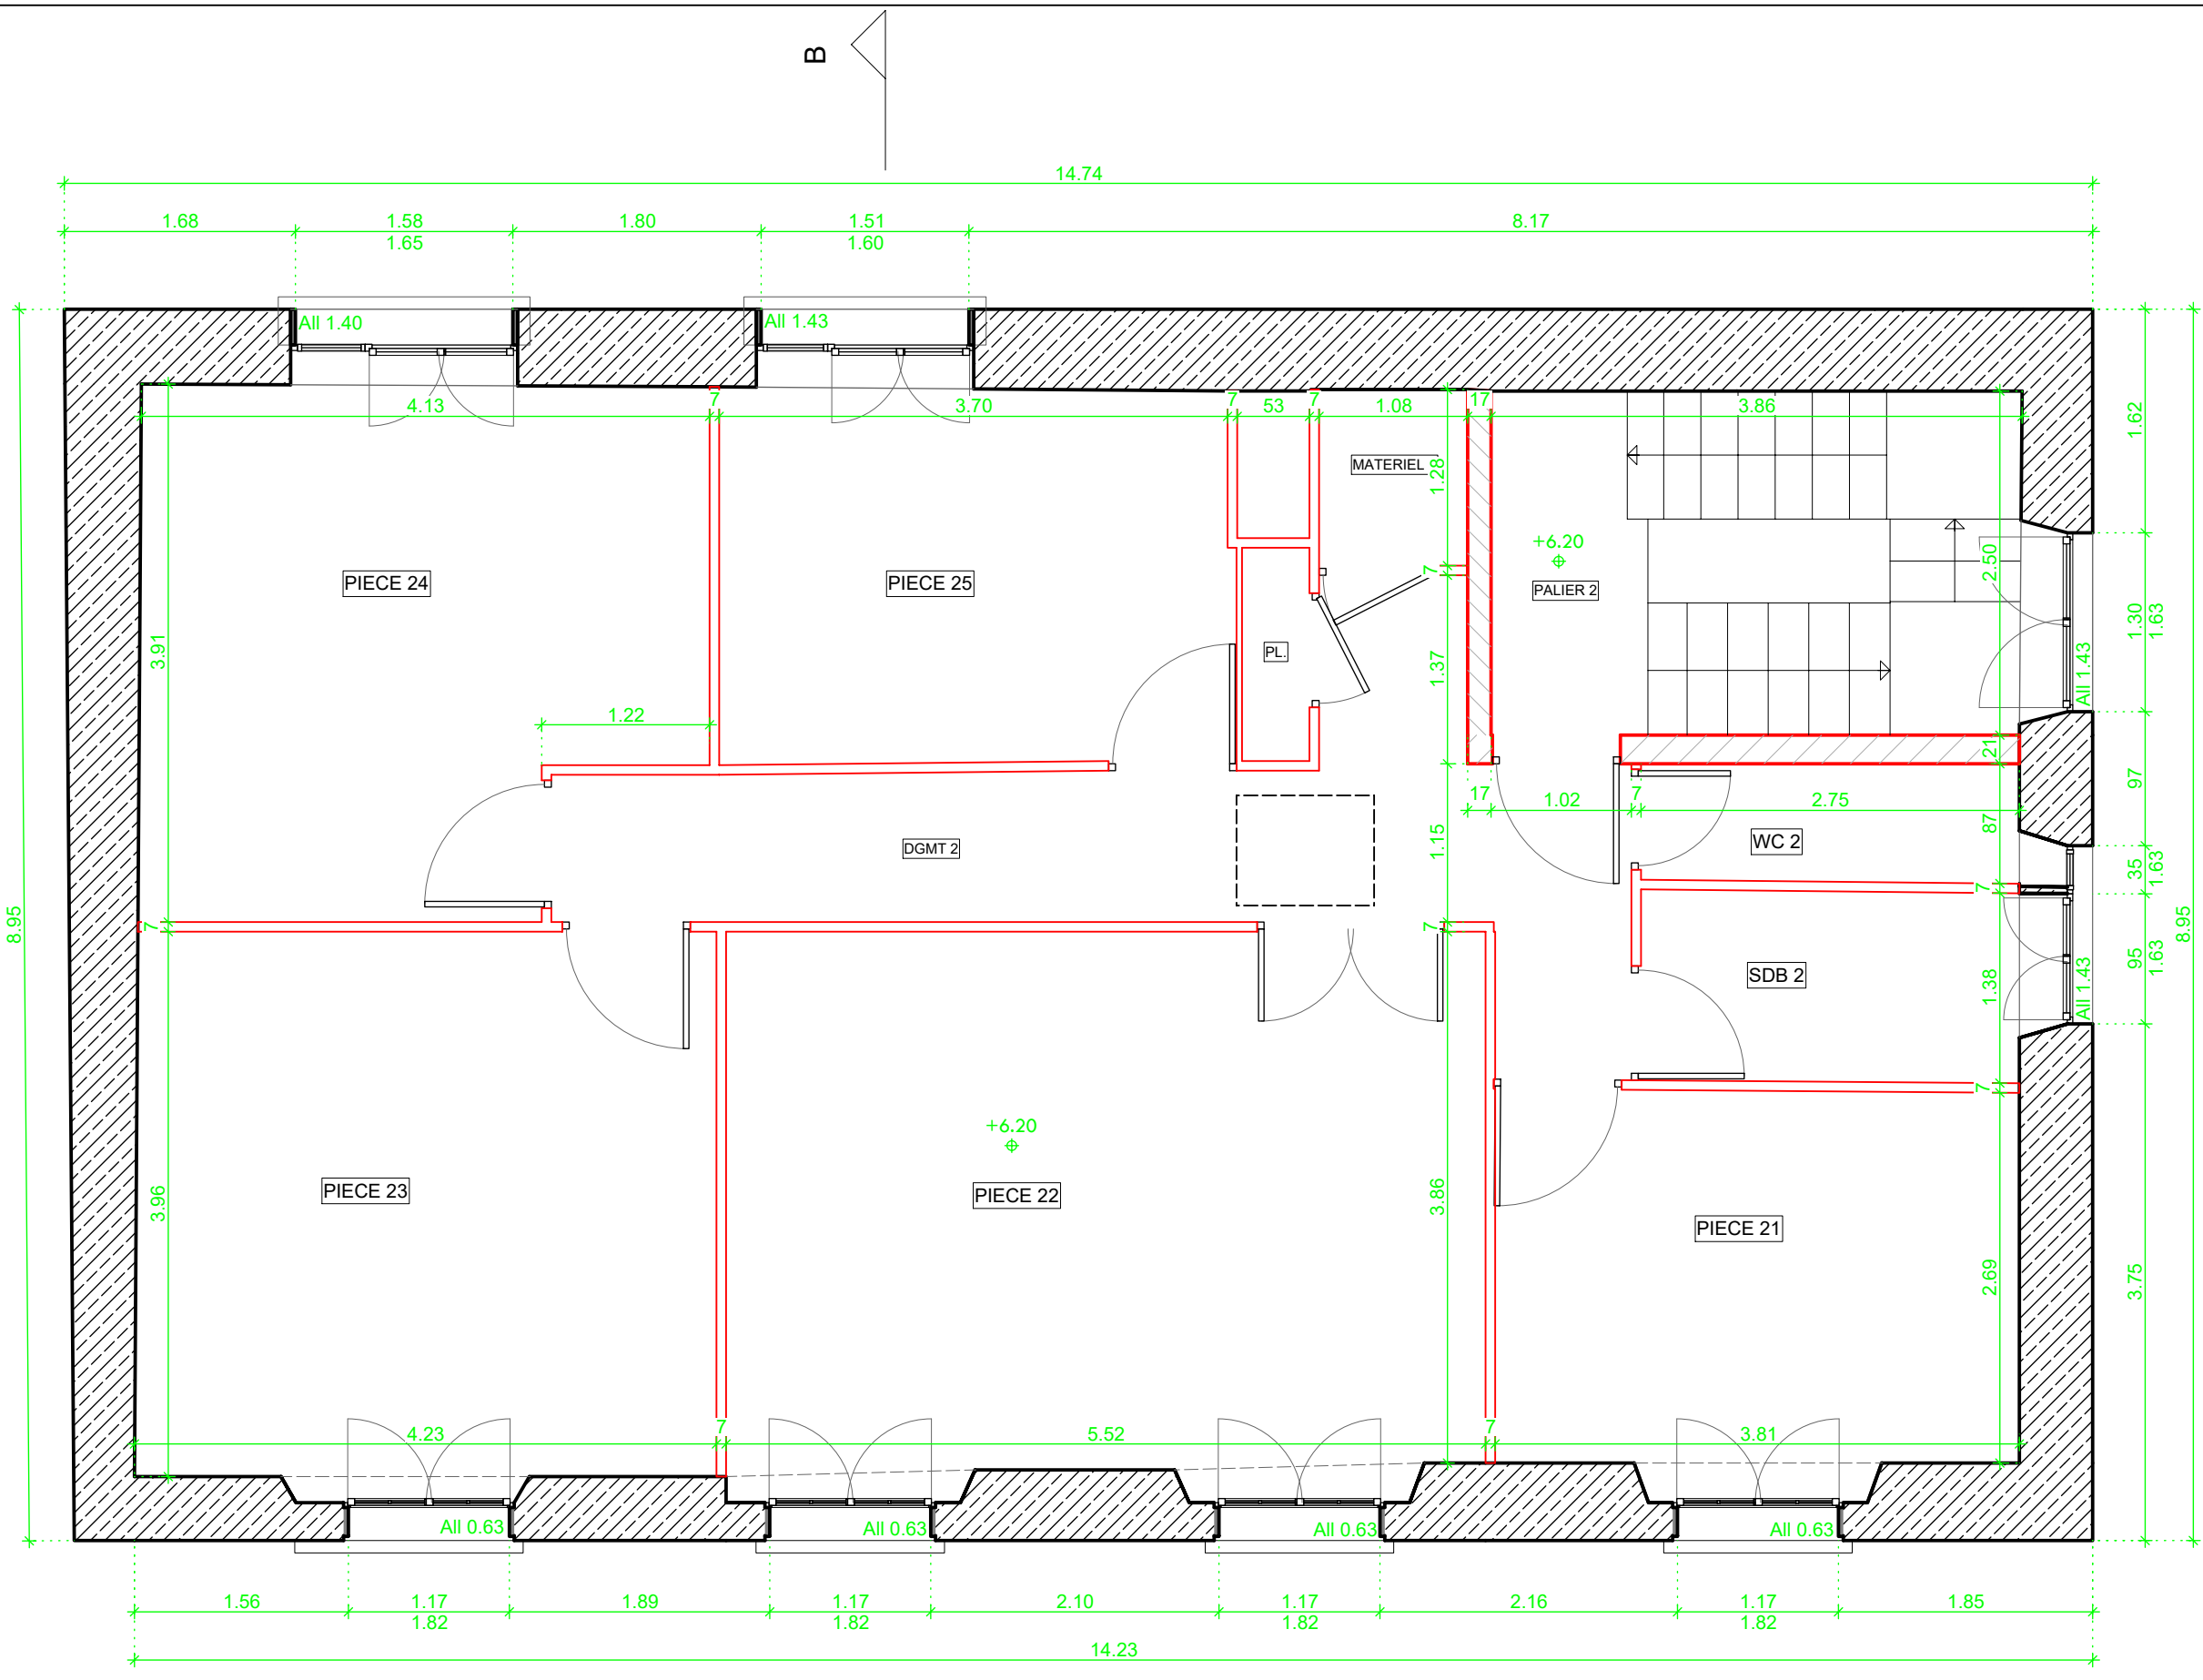 B
14.74
1.68 1.58 1.80 1.51 8.17
1.65 1.60
All 1.40 All 1.43
4.13 7 3.70 7 53 7 1.08 17 3.86
1.62
MATERIEL
1.28
+6.20
2.50
PIECE 24 PIECE 25 7 PALIER 2
1.30
1.63
3.91 PL. 1.37
All 1.43
1.22
21
97
17 1.02 7 2.75
DGMT 2 1.15 WC 2 87
35
1.63
7
8.95 7 7 8.95
SDB 2 1.38 95
1.63
All 1.43
7
+6.20
3.96 PIECE 23 PIECE 22 3.86 PIECE 21
2.69 3.75
4.23 7 5.52 7 3.81
All 0.63 All 0.63 All 0.63 All 0.63
1.56 1.17 1.89 1.17 2.10 1.17 2.16 1.17 1.85
1.82 1.82 1.82 1.82
14.23